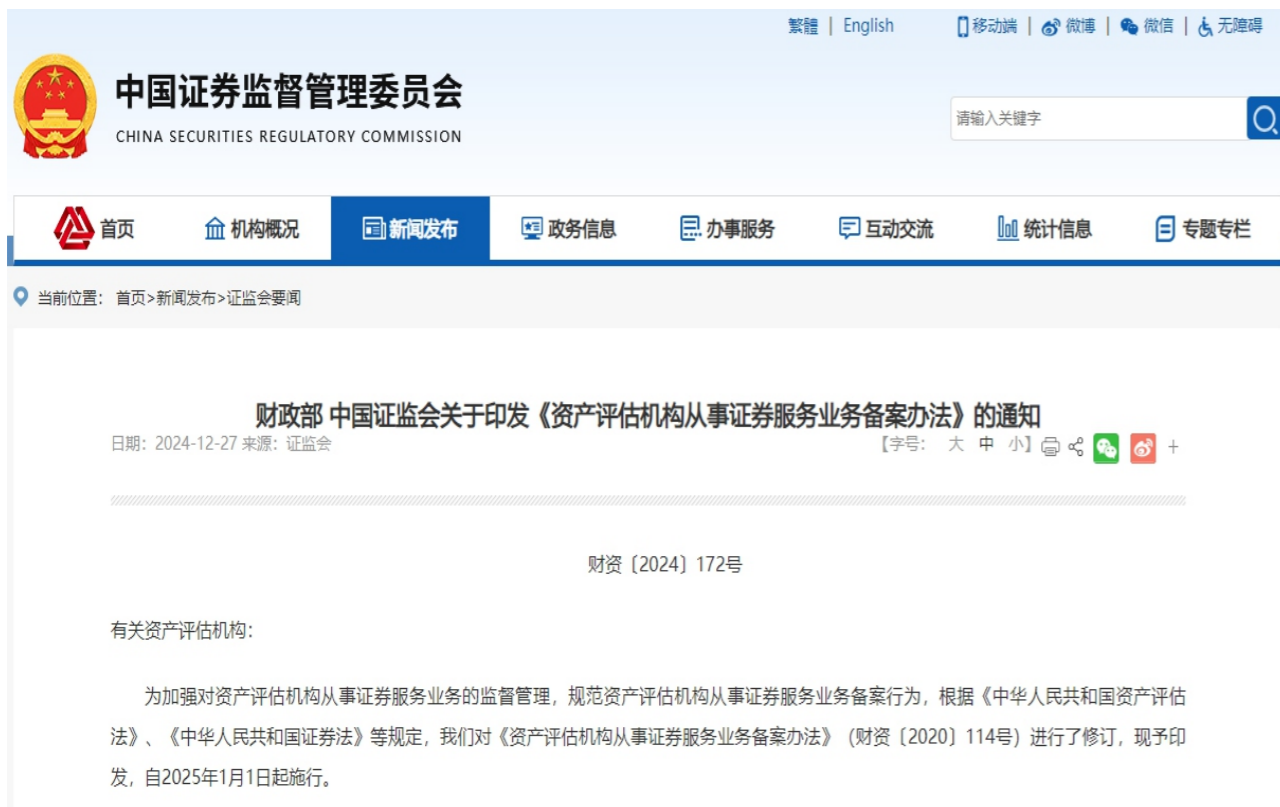 繁體 | English 移动端 | 微博 | 微信 | 无障碍
中国证券监督管理委员会
CHINA SECURITIES REGULATORY COMMISSION
请输入关键字
首页 机构概况 新闻发布 政务信息 办事服务 互动交流 统计信息 专题专栏
当前位置： 首页>新闻发布>证监会要闻
财政部 中国证监会关于印发《资产评估机构从事证券服务业务备案办法》的通知
日期：2024-12-27 来源：证监会 【字号： 大 中 小】 +
财资〔2024〕172号
有关资产评估机构：
为加强对资产评估机构从事证券服务业务的监督管理，规范资产评估机构从事证券服务业务备案行为，根据《中华人民共和国资产评估
法》、《中华人民共和国证券法》等规定，我们对《资产评估机构从事证券服务业务备案办法》（财资〔2020〕114号）进行了修订，现予印
发，自2025年1月1日起施行。